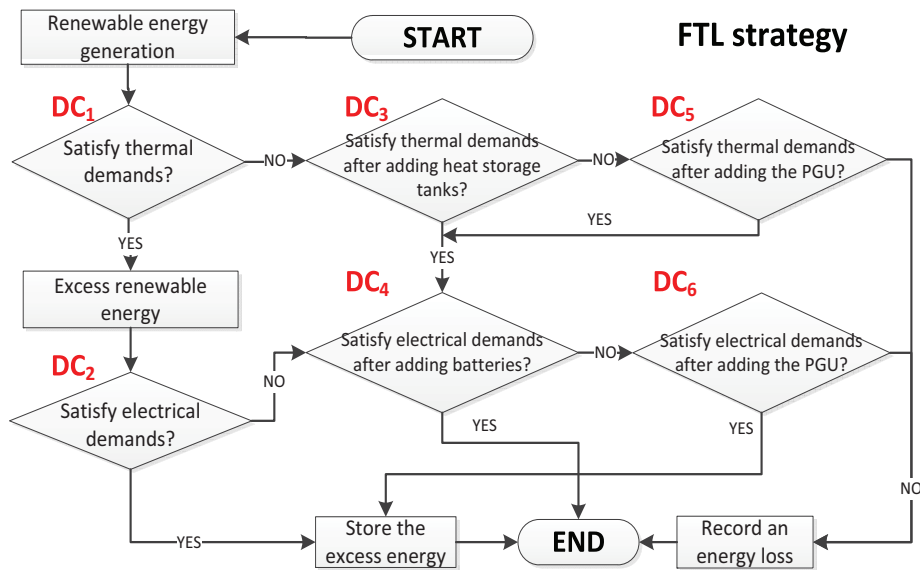 Renewable energy
generation
START
FTL strategy
DC1
Satisfy thermal
demands?
NO
DC3
Satisfy thermal demands
after adding heat storage
tanks?
NO
DC5
Satisfy thermal demands
after adding the PGU?
YES
YES
YES
Excess renewable
energy
DC4
Satisfy electrical demands
after adding batteries?
NO
DC6
Satisfy electrical demands
after adding the PGU?
DC2
Satisfy electrical
demands?
NO
YES
YES
NO
YES
Store the
excess energy
END
Record an
energy loss